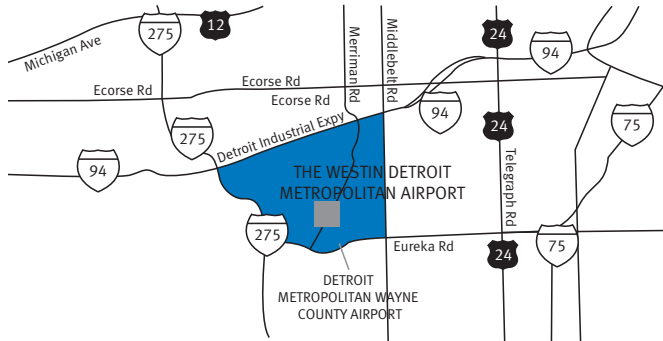 275
12
24
94
Michigan Ave
Merriman Rd
Middlebelt Rd
Ecorse Rd
Ecorse Rd
Ecorse Rd
94
275
Detroit Industrial Expy
24
75
94
THE WESTIN DETROIT
METROPOLITAN AIRPORT
Telegraph Rd
275
Eureka Rd
24
75
DETROIT
METROPOLITAN WAYNE
COUNTY AIRPORT